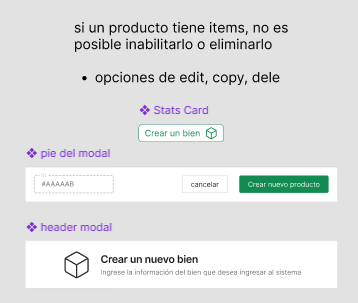 si un producto tiene items, no es
posible inabilitarlo o eliminarlo
• opciones de edit, copy, dele
Stats Card
Crear un bien
pie del modal
ID
#AAAAAB
cancelar
Crear nuevo producto
header modal
Crear un nuevo bien
Ingrese la información del bien que desea ingresar al sistema